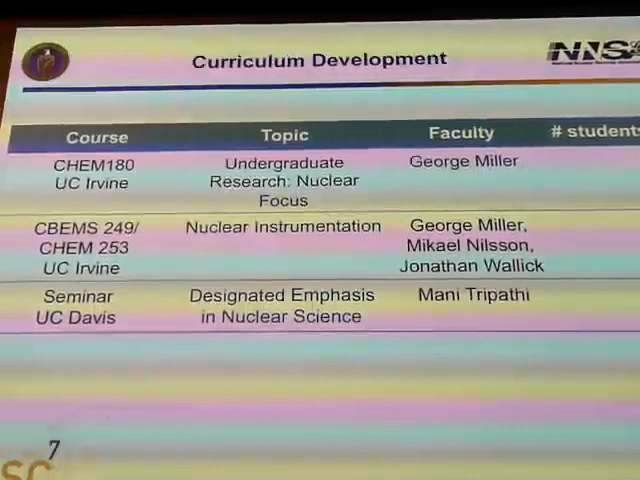 Curriculum Development
Course Topic Faculty # students
CHEM180 Undergraduate George Miller
UC Irvine Research: Nuclear
Focus
CBEMS 249/ Nuclear Instrumentation George Miller,
CHEM 253 Mikael Nilsson,
UC Irvine Jonathan Wallick
Seminar Designated Emphasis Mani Tripathi
UC Davis in Nuclear Science
7